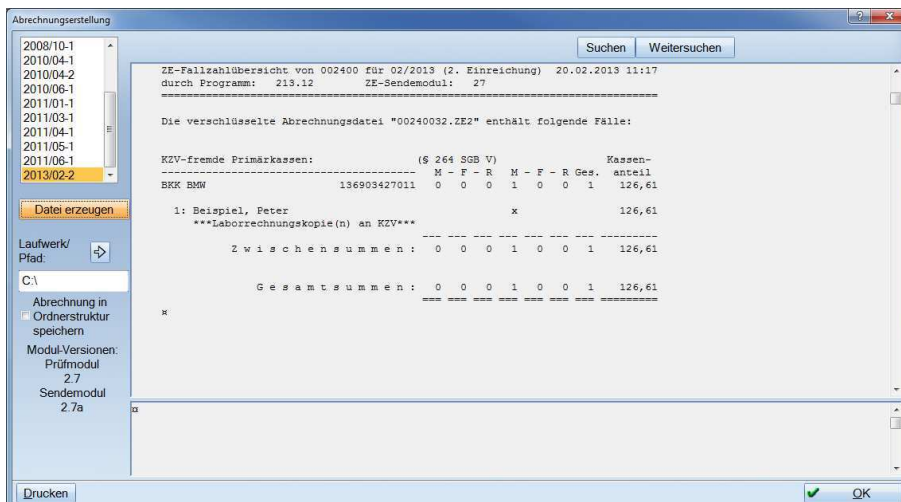 Abrechnungserstellung
Suchen
Weitersuchen
2008/10-1
2010/04-1
2010/04-2
2010/06-1
2011/01-1
2011/03-1
2011/04-1
2011/05-1
2011/06-1
2013/02-2
Datei erzeugen
Laufwerk/
Pfad:
C:\
Abrechnung in
Ordnerstruktur
speichern
Modul-Versionen:
Prüfmodul
2.7
Sendemodul
2.7a
ZE-Fallzahlübersicht von 002400 für 02/2013 (2. Einreichung) 20.02.2013 11:17
durch Programm: 213.12 ZE-Sendemodul: 27
Die verschlüsselte Abrechnungsdatei "00240032.ZE2" enthält folgende Fälle:
KZV-fremde Primärkassen: (§ 264 SGB V) Kassen-
M - F - R M - F - R Ges. anteil
BKK BMW 136903427011 0 0 0 1 0 0 1 126,61
1: Beispiel, Peter x 126,61
***Laborrechnungskopie(n) an KZV***
Z w i s c h e n s u m m e n : 0 0 0 1 0 0 1 126,61
G e s a m t s u m m e n : 0 0 0 1 0 0 1 126,61
¤
¤
Drucken
OK